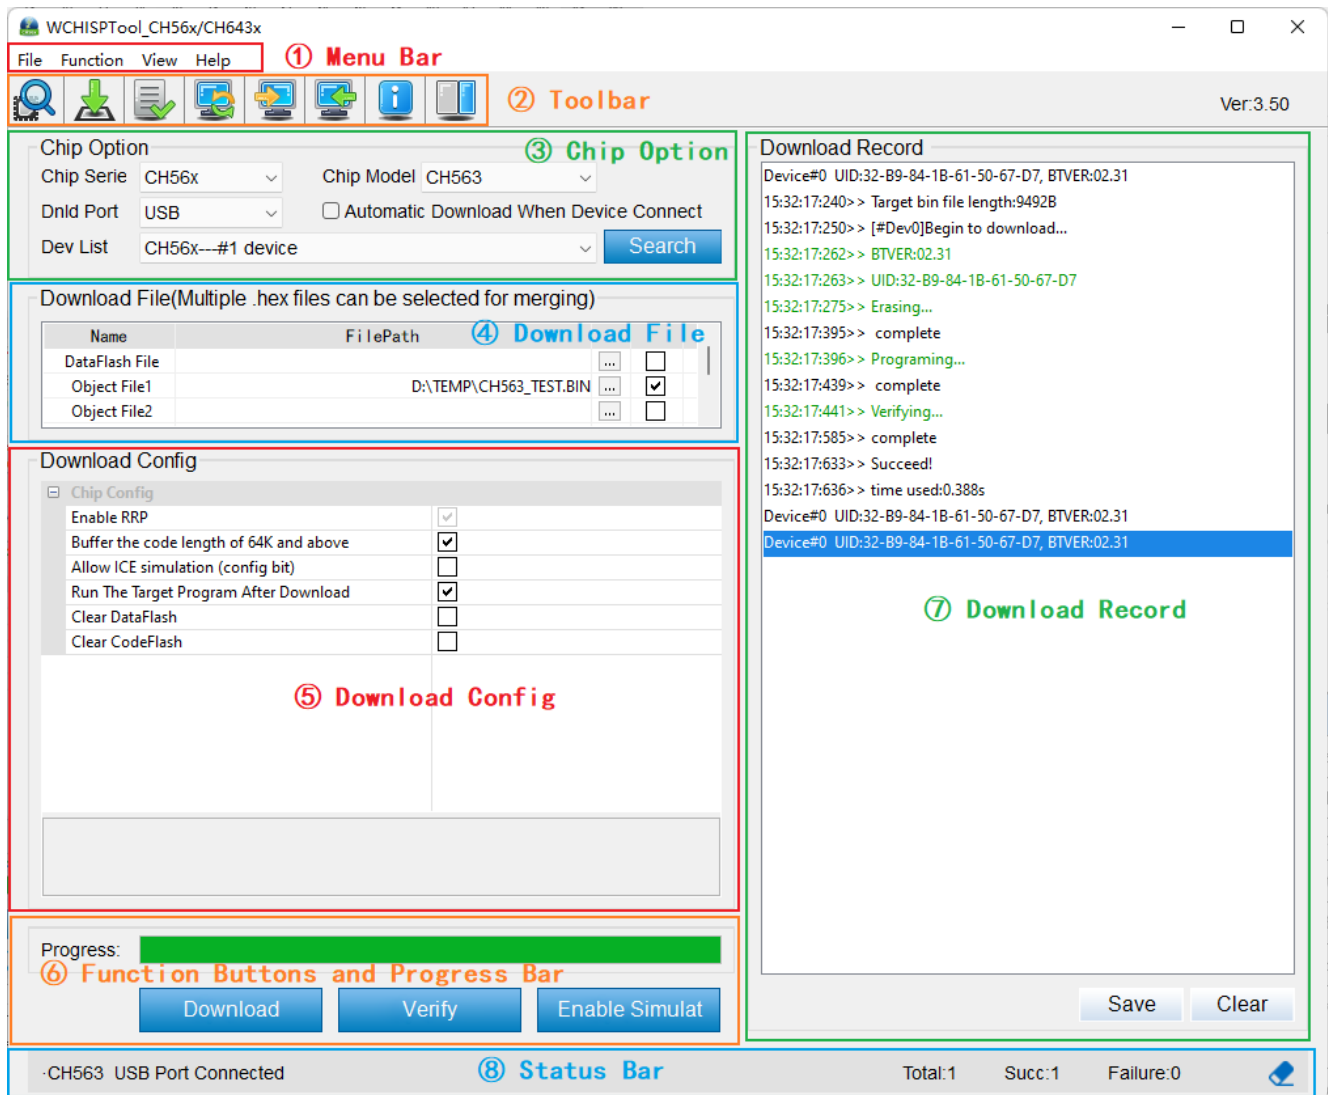 WCHISPTool_CH56x/CH643x
File Function View Help ① Menu Bar
② Toolbar
Ver:3.50
Chip Option
③ Chip Option
Chip Serie CH56x Chip Model CH563
Dnld Port USB Automatic Download When Device Connect
Dev List CH56x---#1 device Search
Download File(Multiple .hex files can be selected for merging)
Name FilePath ④ Download File
DataFlash File ...
Object File1 D:\TEMP\CH563_TEST.BIN ...
Object File2 ...
Download Config
Chip Config
Enable RRP
Buffer the code length of 64K and above
Allow ICE simulation (config bit)
Run The Target Program After Download
Clear DataFlash
Clear CodeFlash
⑤ Download Config
Progress:
⑥ Function Buttons and Progress Bar
Download Verify Enable Simulat
Download Record
Device#0 UID:32-B9-84-1B-61-50-67-D7, BTVER:02.31
15:32:17:240>> Target bin file length:9492B
15:32:17:250>> [#Dev0]Begin to download...
15:32:17:262>> BTVER:02.31
15:32:17:263>> UID:32-B9-84-1B-61-50-67-D7
15:32:17:275>> Erasing...
15:32:17:395>> complete
15:32:17:396>> Programing...
15:32:17:439>> complete
15:32:17:441>> Verifying...
15:32:17:585>> complete
15:32:17:633>> Succeed!
15:32:17:636>> time used:0.388s
Device#0 UID:32-B9-84-1B-61-50-67-D7, BTVER:02.31
Device#0 UID:32-B9-84-1B-61-50-67-D7, BTVER:02.31
⑦ Download Record
Save Clear
·CH563 USB Port Connected ⑧ Status Bar Total:1 Succ:1 Failure:0